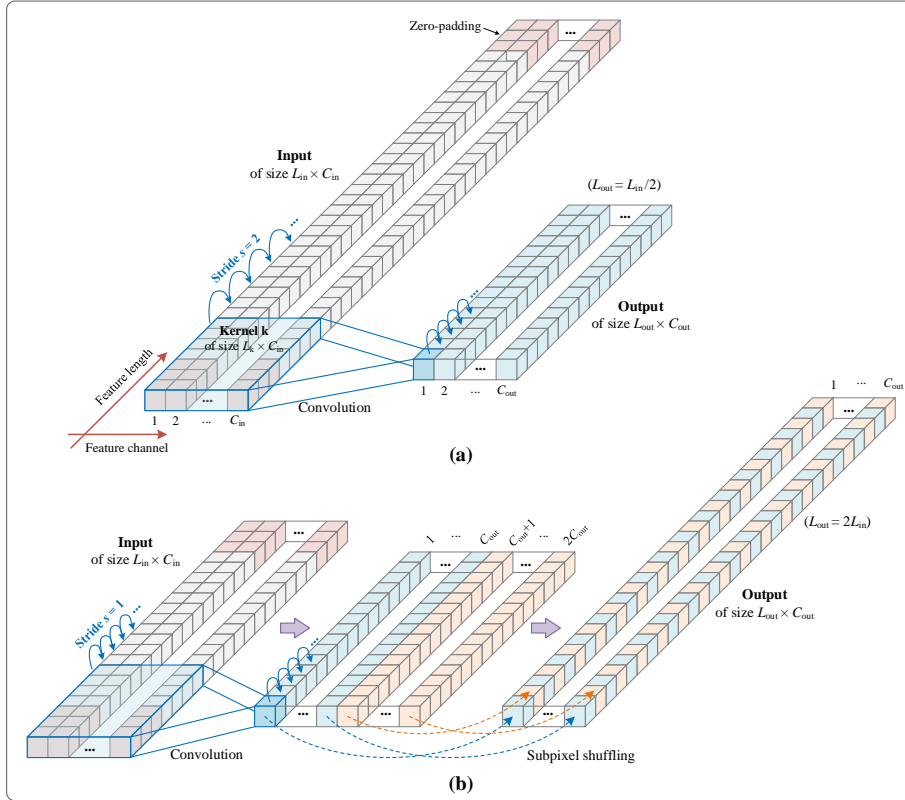 Zero-padding
...
Input
of size L_in × C_in
(L_out = L_in/2)
...
...
Stride s = 2
...
Output
of size L_out × C_out
Kernel k
of size L_k × C_in
Feature length
...
...
1 2 ... C_in
1 2 ... C_out
Convolution
Feature channel
(a)
1 ... C_out
...
(L_out = 2L_in)
Input
of size L_in × C_in
...
1 ... C_out C_out+1 ... 2C_out
... ...
Output
of size L_out × C_out
Stride s = 1
...
...
...
... ...
...
Convolution
Subpixel shuffling
(b)